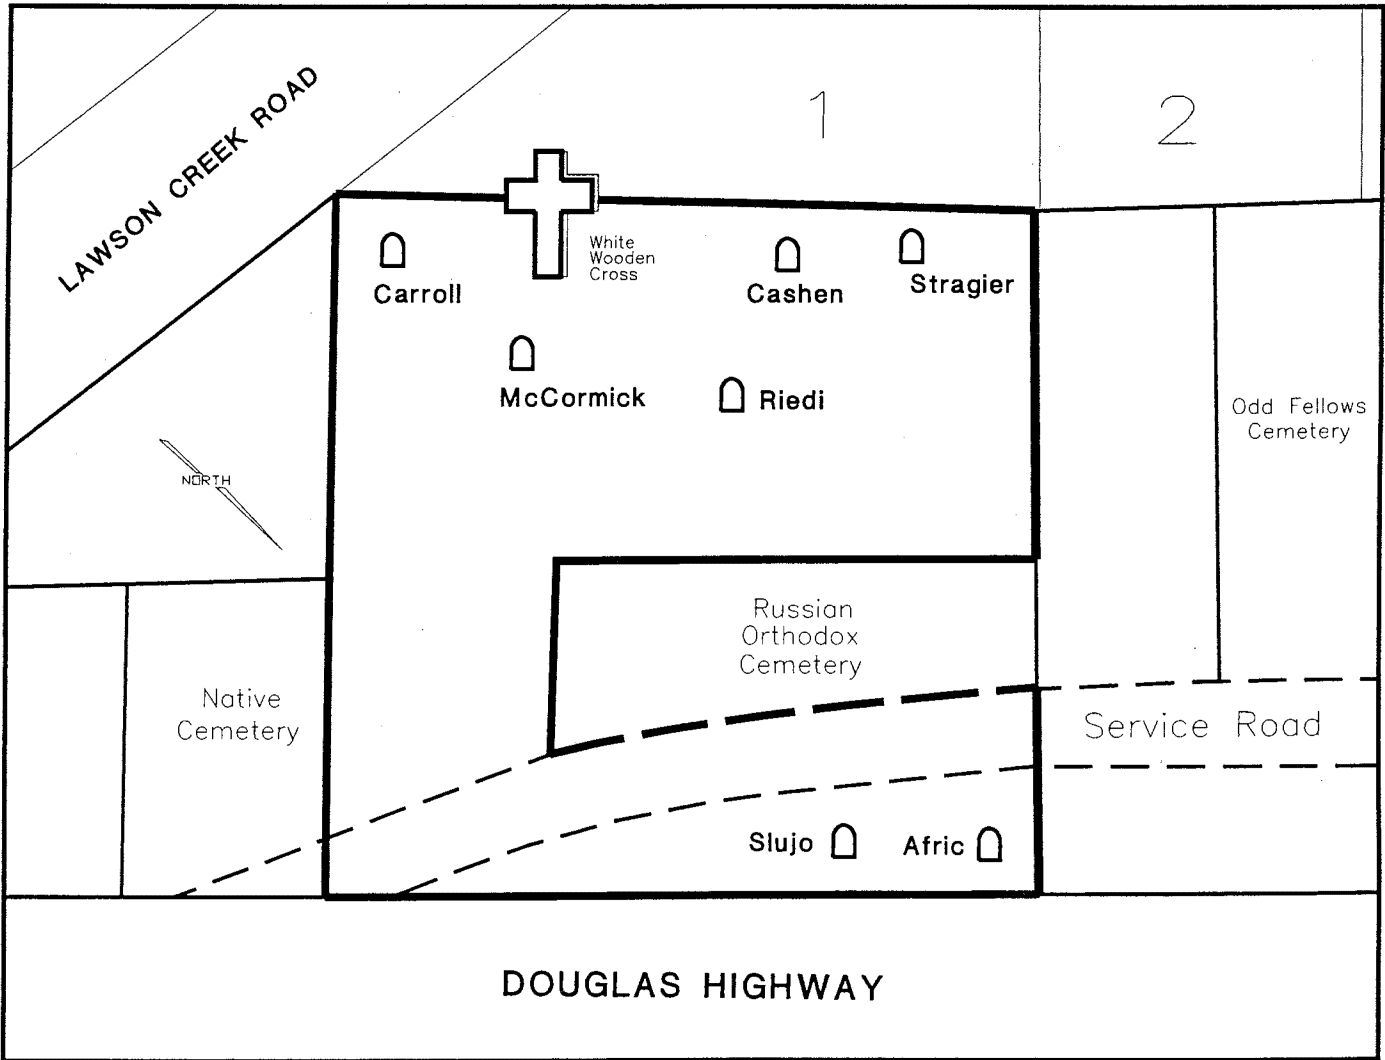 LAWSON CREEK ROAD
1
2
White
Wooden
Cross
Carroll
Cashen
Stragier
McCormick
Riedi
Odd Fellows
Cemetery
NORTH
Russian
Orthodox
Cemetery
Native
Cemetery
Service Road
Slujo
Afric
DOUGLAS HIGHWAY